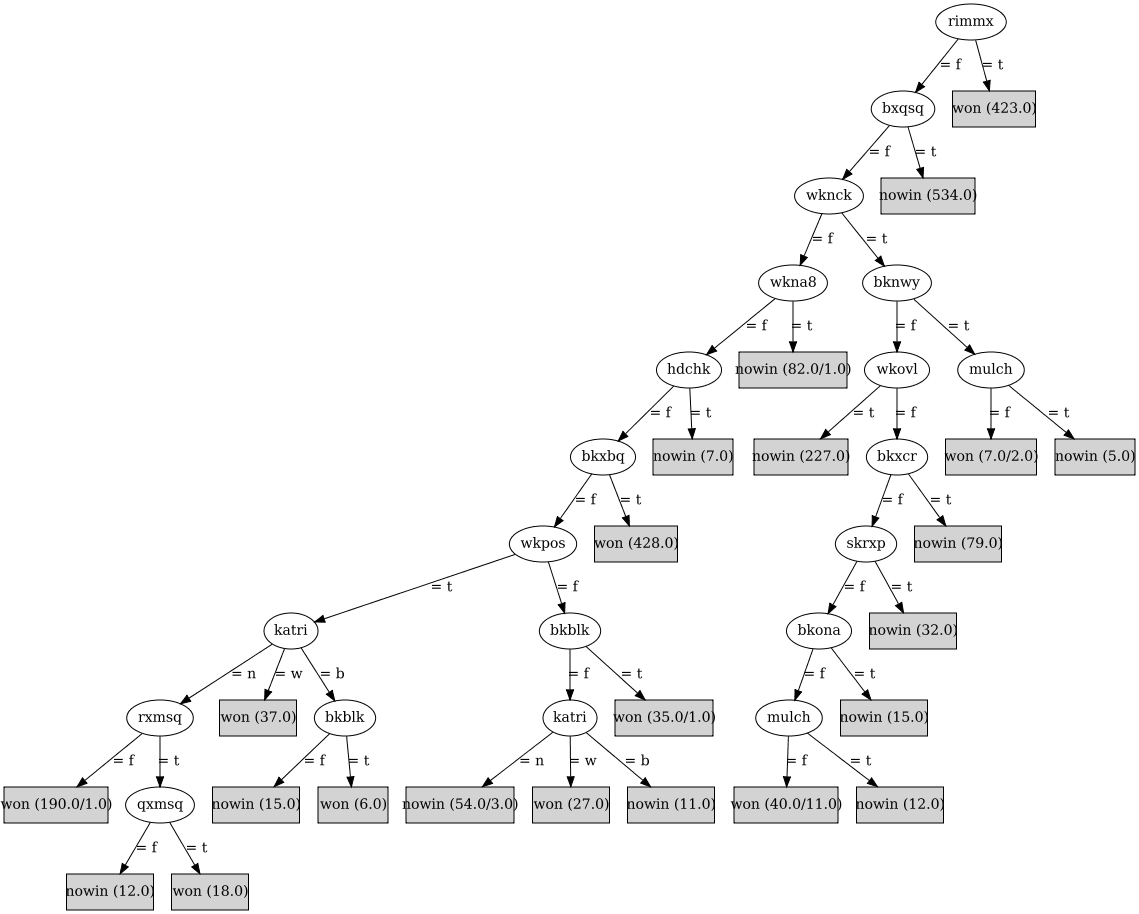 rimmx
= f = t
bxqsq won (423.0)
= f = t
wknck nowin (534.0)
= f = t
wkna8 bknwy
= f = t = f = t
hdchk nowin (82.0/1.0) wkovl mulch
= f = t = t = f = f = t
bkxbq nowin (7.0) nowin (227.0) bkxcr won (7.0/2.0) nowin (5.0)
= f = t = f = t
wkpos won (428.0) skrxp nowin (79.0)
= t = f = f = t
katri bkblk bkona nowin (32.0)
= n = w = b = f = t = f = t
rxmsq won (37.0) bkblk katri won (35.0/1.0) mulch nowin (15.0)
= f = t = f = t = n = w = b = f = t
won (190.0/1.0) qxmsq nowin (15.0) won (6.0) nowin (54.0/3.0) won (27.0) nowin (11.0) won (40.0/11.0) nowin (12.0)
= f = t
nowin (12.0) won (18.0)